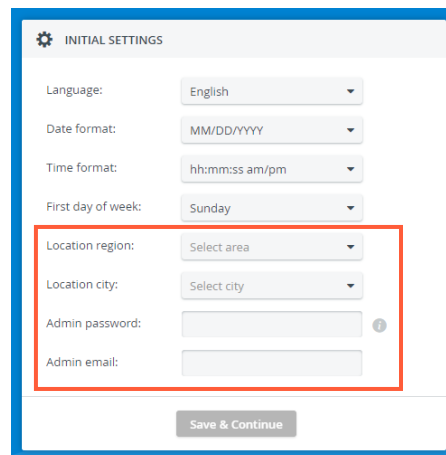 INITIAL SETTINGS
Language: English
Date format: MM/DD/YYYY
Time format: hh:mm:ss am/pm
First day of week: Sunday
Location region: Select area
Location city: Select city
Admin password: i
Admin email:
Save & Continue